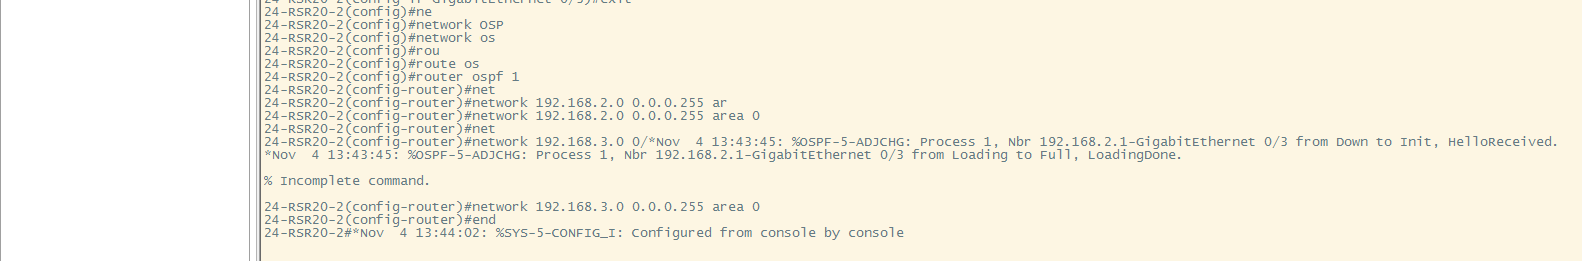 24-RSR20-2(config-if-GigabitEthernet 0/3)#exit
24-RSR20-2(config)#ne
24-RSR20-2(config)#network OSP
24-RSR20-2(config)#network os
24-RSR20-2(config)#rou
24-RSR20-2(config)#route os
24-RSR20-2(config)#router ospf 1
24-RSR20-2(config-router)#net
24-RSR20-2(config-router)#network 192.168.2.0 0.0.0.255 ar
24-RSR20-2(config-router)#network 192.168.2.0 0.0.0.255 area 0
24-RSR20-2(config-router)#net
24-RSR20-2(config-router)#network 192.168.3.0 0/*Nov  4 13:43:45: %OSPF-5-ADJCHG: Process 1, Nbr 192.168.2.1-GigabitEthernet 0/3 from Down to Init, HelloReceived.
*Nov  4 13:43:45: %OSPF-5-ADJCHG: Process 1, Nbr 192.168.2.1-GigabitEthernet 0/3 from Loading to Full, LoadingDone.
% Incomplete command.
24-RSR20-2(config-router)#network 192.168.3.0 0.0.0.255 area 0
24-RSR20-2(config-router)#end
24-RSR20-2#*Nov  4 13:44:02: %SYS-5-CONFIG_I: Configured from console by console